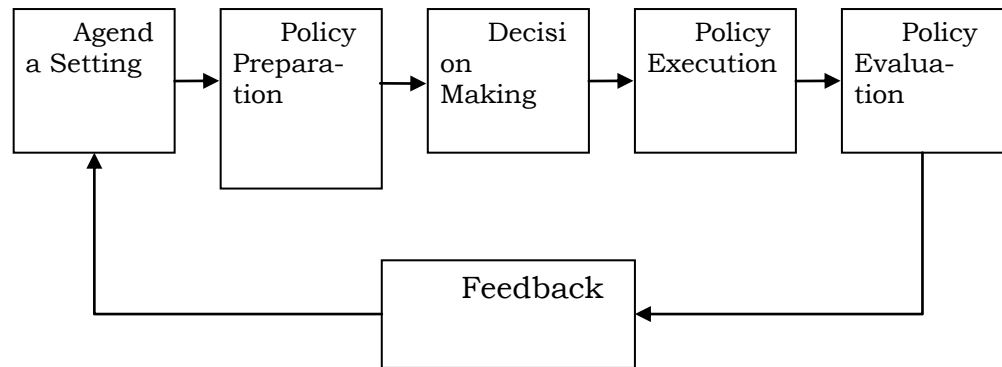 Agend
a Setting
Policy
Prepara-
tion
Decisi
on
Making
Policy
Execution
Policy
Evalua-
tion
Feedback